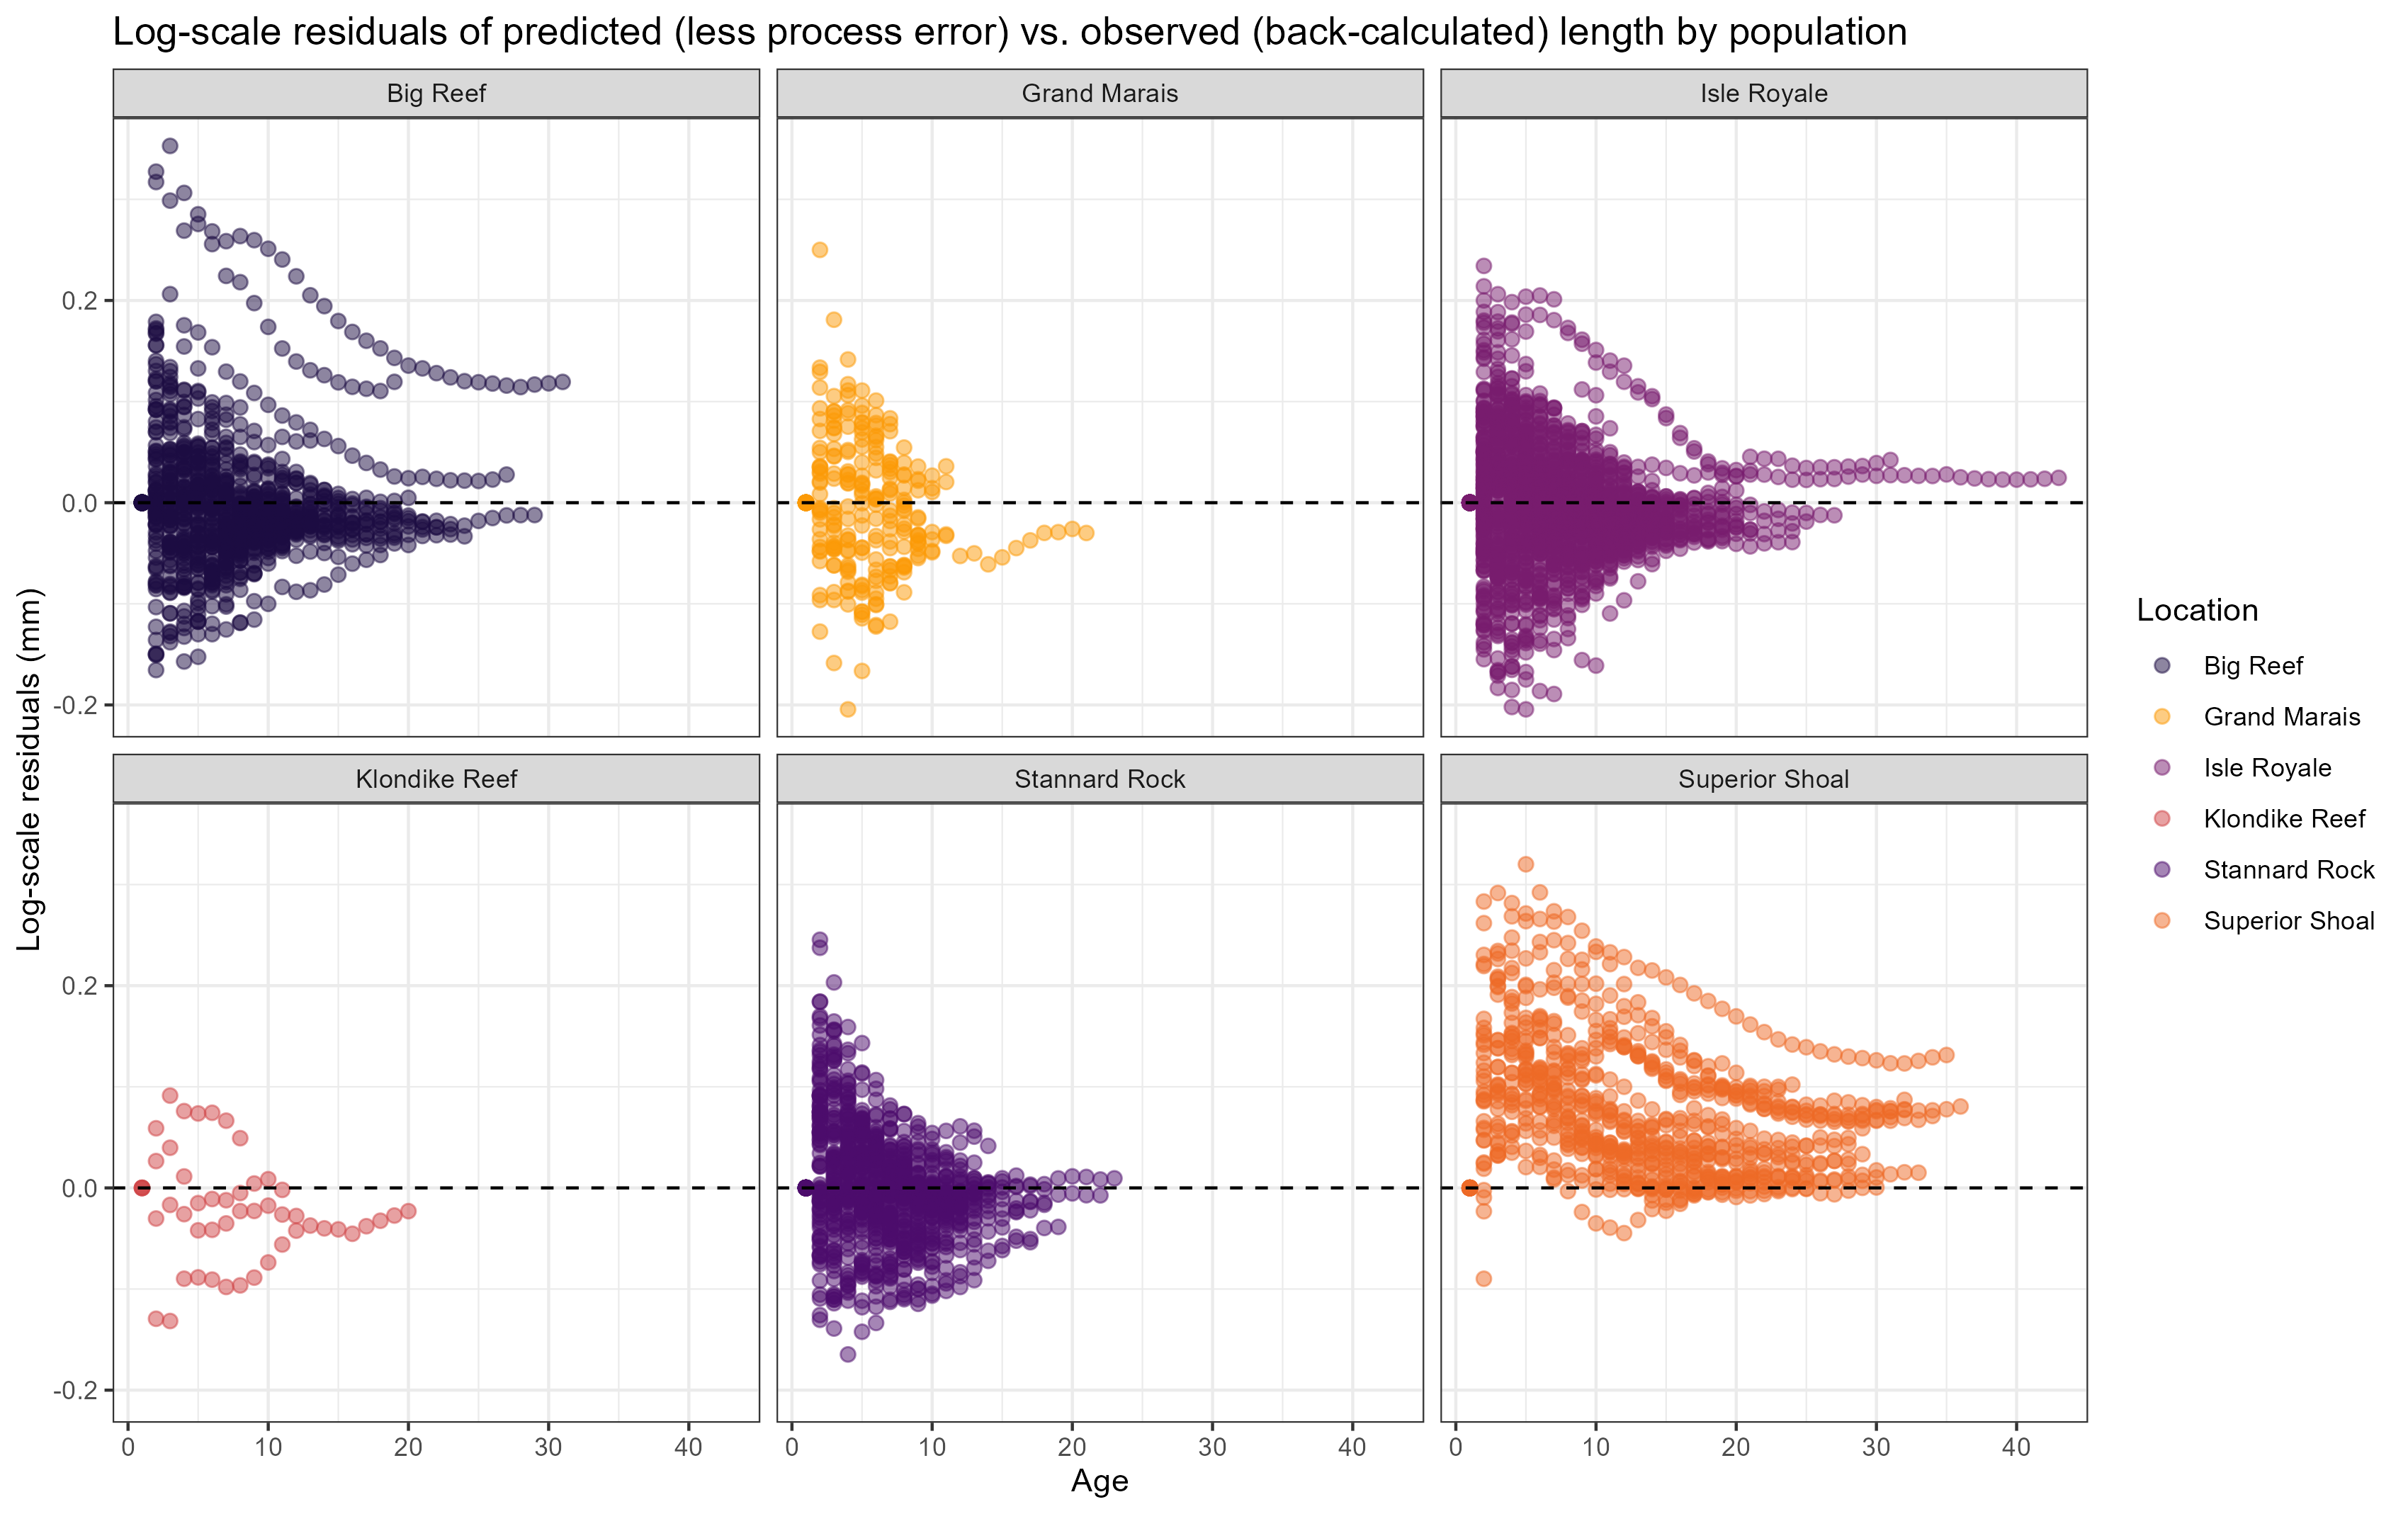 Log-scale residuals of predicted (less process error) vs. observed (back-calculated) length by population
Big Reef
Grand Marais
Isle Royale
0.2
0.0
-0.2
Klondike Reef
Stannard Rock
Superior Shoal
0.2
0.0
-0.2
0 10 20 30 40
0 10 20 30 40
0 10 20 30 40
Age
Log-scale residuals (mm)
Location
Big Reef
Grand Marais
Isle Royale
Klondike Reef
Stannard Rock
Superior Shoal